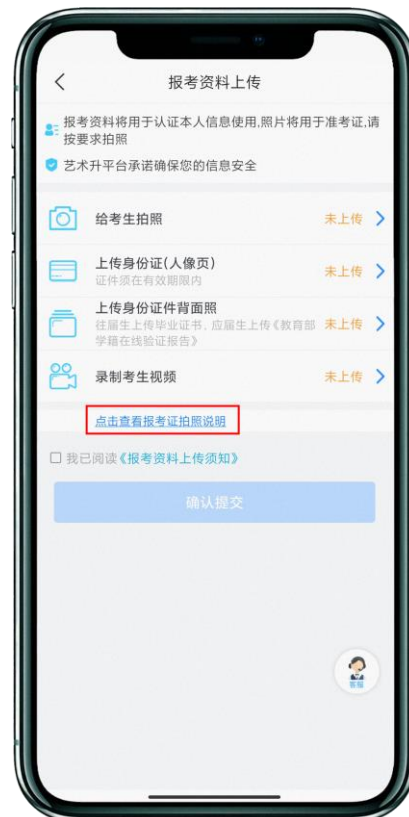 报考资料上传
报考资料将用于认证本人信息使用,照片将用于准考证,请
按要求拍照
艺术升平台承诺确保您的信息安全
给考生拍照
未上传
上传身份证(人像页)
证件须在有效期限内
未上传
上传身份证件背面照
往届生上传毕业证书, 应届生上传《教育部
学籍在线验证报告》
未上传
录制考生视频
未上传
点击查看报考证拍照说明
我已阅读《报考资料上传须知》
确认提交
客服